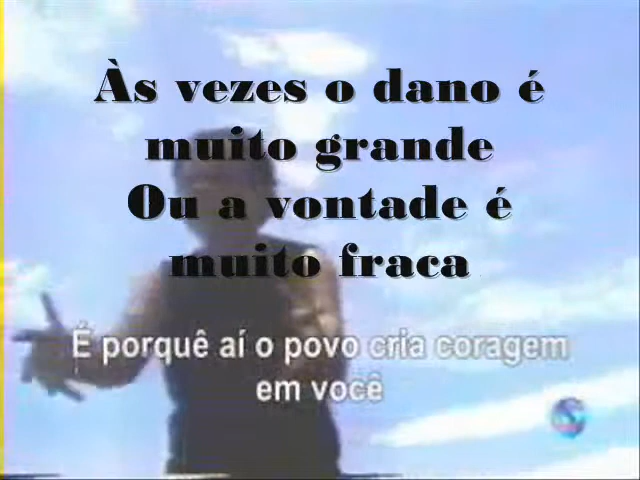 Às vezes o dano é
muito grande
Ou a vontade é
muito fraca
É porquê aí o povo cria coragem
em você